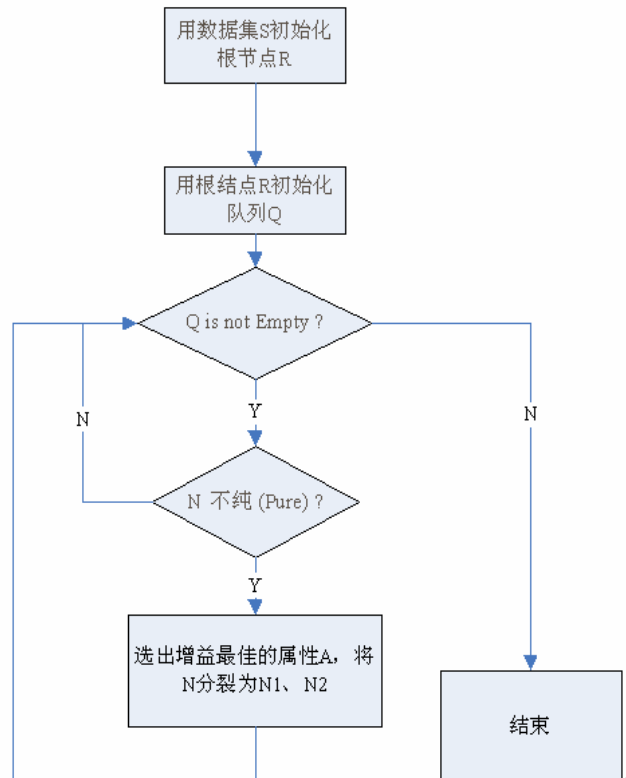 用数据集S初始化
根节点R
用根结点R初始化
队列Q
Q is not Empty ?
N
Y
N
N 不纯 (Pure) ?
Y
选出增益最佳的属性A，将
N分裂为N1、N2
结束